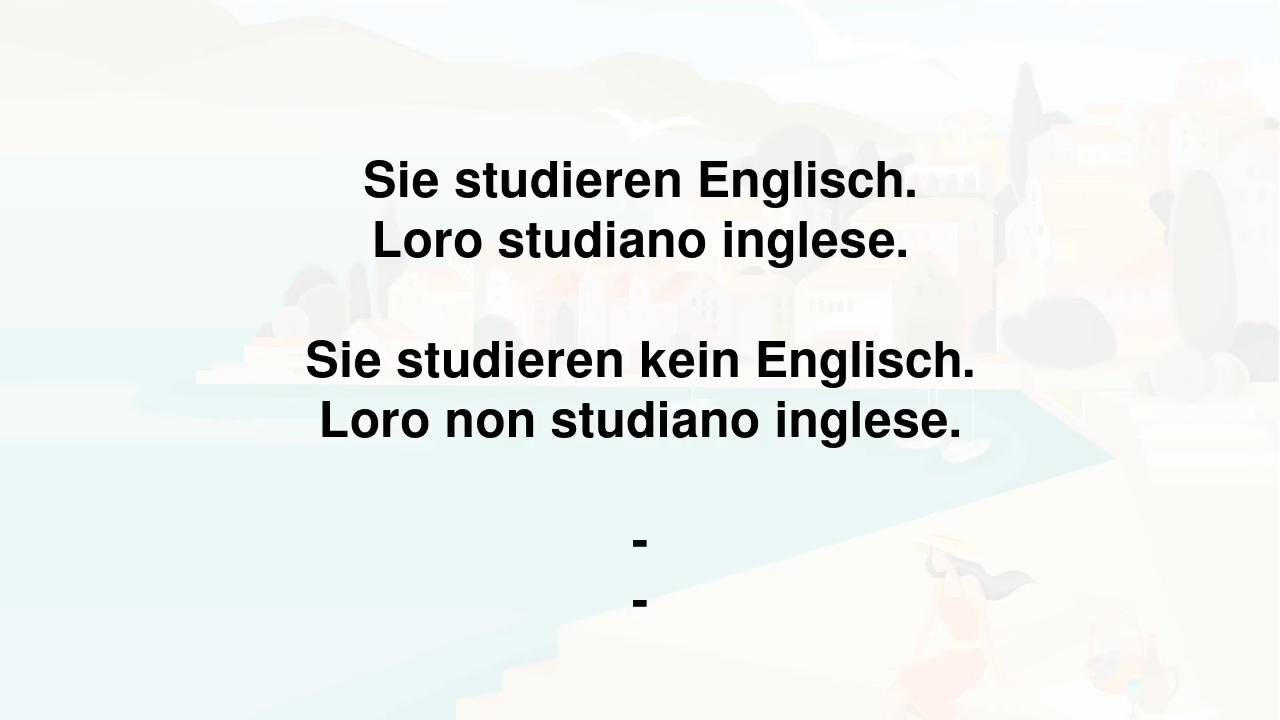 Sie studieren Englisch.
Loro studiano inglese.
Sie studieren kein Englisch.
Loro non studiano inglese.
-
-